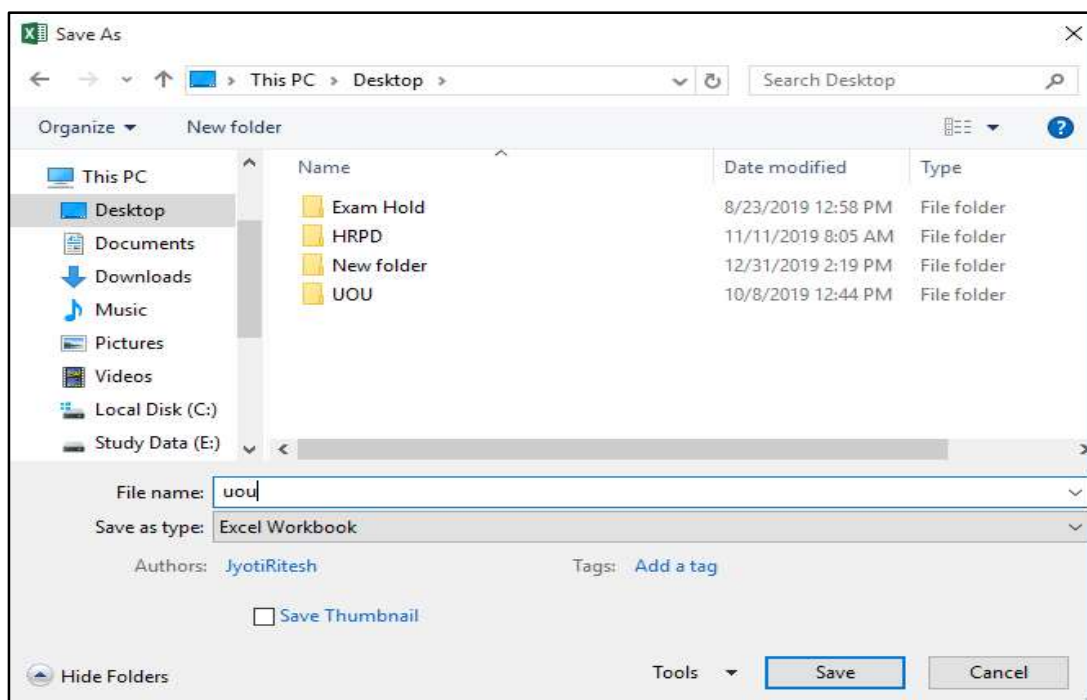 Save As
This PC > Desktop >
Search Desktop
Organize
New folder
Name
Date modified
Type
This PC
Desktop
Documents
Downloads
Music
Pictures
Videos
Local Disk (C:)
Study Data (E:)
Exam Hold 8/23/2019 12:58 PM File folder
HRPD 11/11/2019 8:05 AM File folder
New folder 12/31/2019 2:19 PM File folder
UOU 10/8/2019 12:44 PM File folder
File name: uou
Save as type: Excel Workbook
Authors: JyotiRitesh Tags: Add a tag
Save Thumbnail
Hide Folders
Tools
Save
Cancel